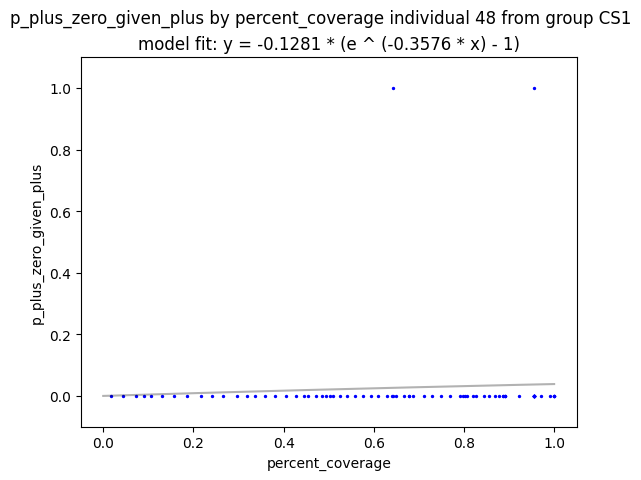 p_plus_zero_given_plus by percent_coverage individual 48 from group CS1
model fit: y = -0.1281 * (e ^ (-0.3576 * x) - 1)
p_plus_zero_given_plus
1.0
0.8
0.6
0.4
0.2
0.0
0.0 0.2 0.4 0.6 0.8 1.0
percent_coverage